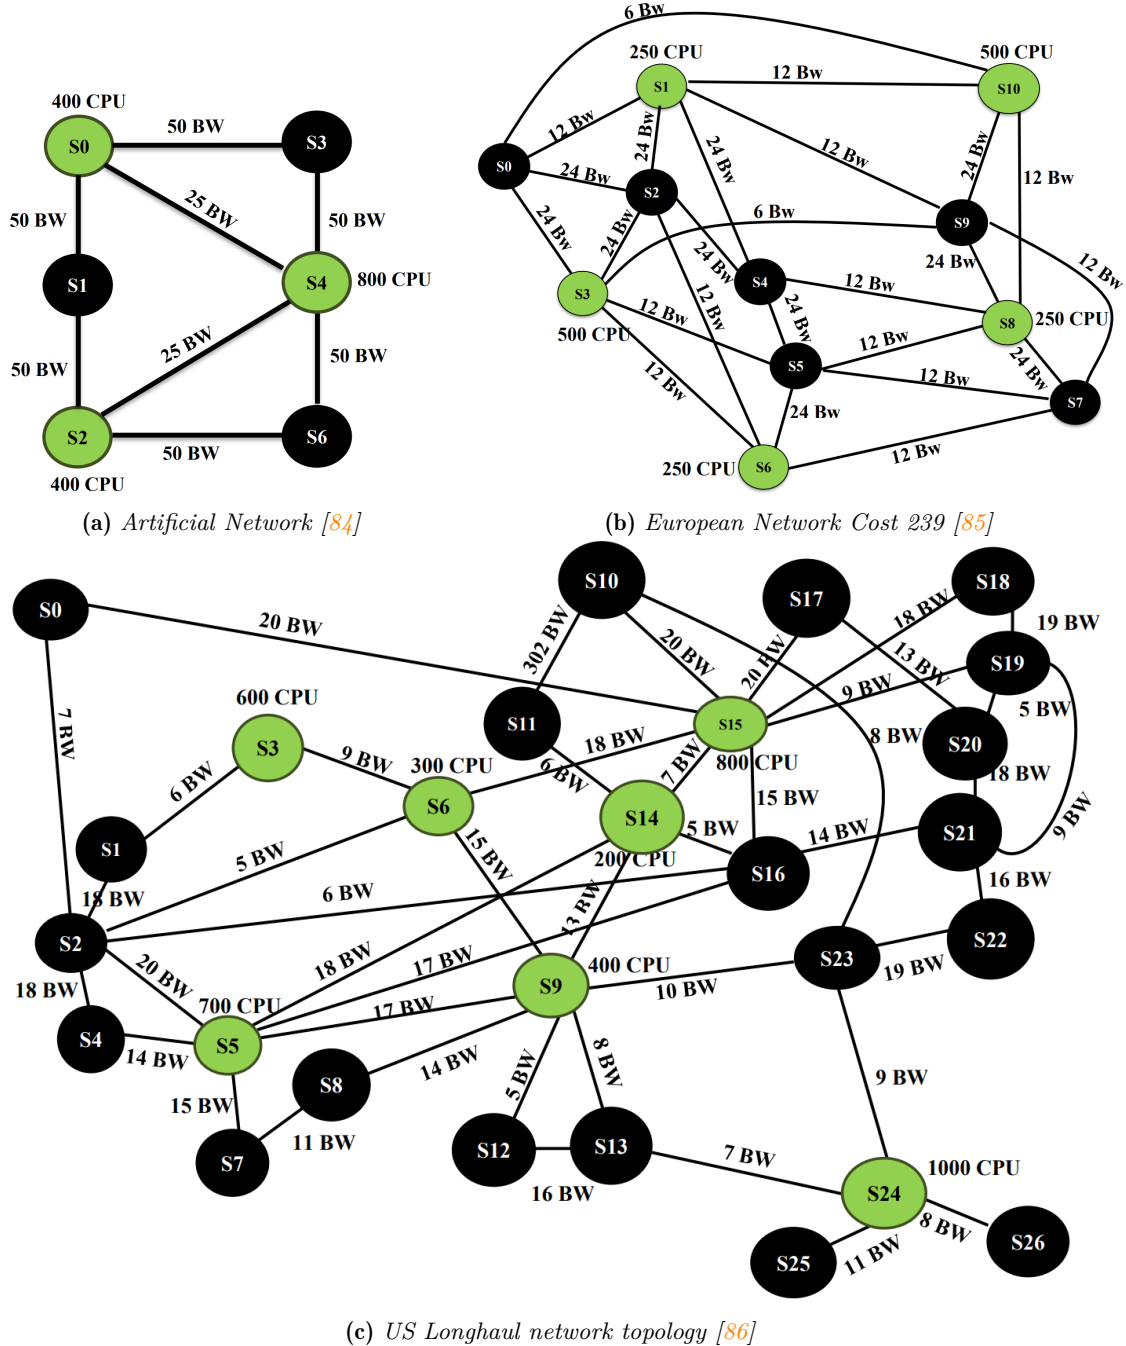 6 Bw
250 CPU
500 CPU
S1
12 Bw
S10
400 CPU
50 BW
S0
S3
12 Bw
24 Bw
24 Bw
12 Bw
24 Bw
12 Bw
S0
24 Bw
S2
25 BW
50 BW
50 BW
24 Bw
24 Bw
6 Bw
S9
24 Bw
12 Bw
S1
S4
800 CPU
S3
24 Bw
S4
12 Bw
500 CPU
12 Bw
12 Bw
24 Bw
S8
250 CPU
50 BW
25 BW
50 BW
12 Bw
S5
12 Bw
12 Bw
24 Bw
S7
24 Bw
S2
S6
50 BW
400 CPU
250 CPU
S6
12 Bw
(a) Artificial Network [84]
(b) European Network Cost 239 [85]
S0
20 BW
S10
S17
S18
302 BW
20 BW
20 BW
18 BW
19 BW
13 BW
S19
600 CPU
7 BW
S3
9 BW
S11
18 BW
S15
9 BW
5 BW
8 BW
S20
6 BW
300 CPU
6 BW
7 BW
800 CPU
18 BW
S6
S14
15 BW
S1
5 BW
15 BW
200 CPU
5 BW
S16
14 BW
S21
9 BW
18 BW
6 BW
13 BW
16 BW
S2
20 BW
18 BW
17 BW
400 CPU
S23
S22
18 BW
700 CPU
17 BW
S9
10 BW
19 BW
S4
14 BW
S5
15 BW
S8
14 BW
5 BW
8 BW
9 BW
11 BW
S7
S12
S13
16 BW
7 BW
1000 CPU
S24
8 BW
S25
11 BW
S26
(c) US Longhaul network topology [86]